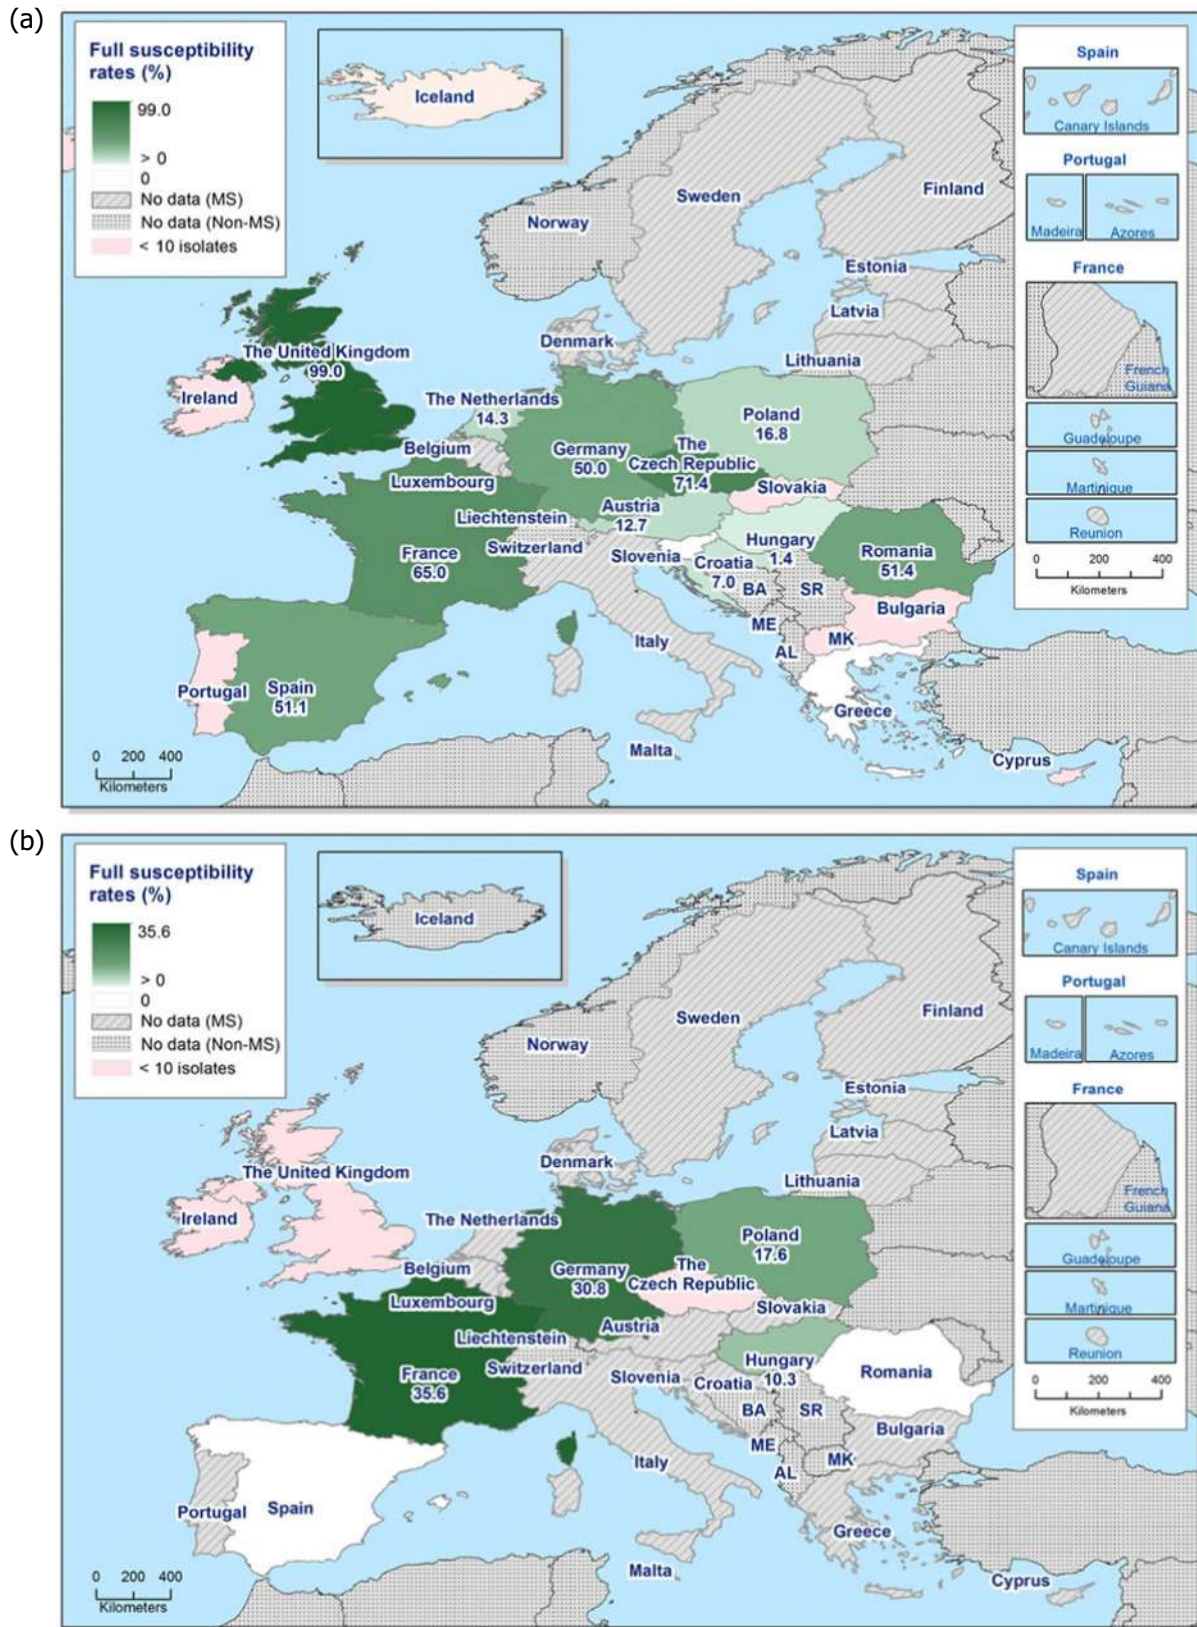 (a)
Full susceptibility
rates (%)
99.0
> 0
0
No data (MS)
No data (Non-MS)
< 10 isolates
Iceland
Spain
Canary Islands
Portugal
Madeira
Azores
France
French
Guiana
Guadeloupe
Martinique
Reunion
0 200 400
Kilometers
Norway
Sweden
Finland
Estonia
Latvia
Lithuania
Denmark
The United Kingdom
99.0
Ireland
The Netherlands
14.3
Belgium
Luxembourg
Germany
50.0
Poland
16.8
The
Czech Republic
71.4
Slovakia
Liechtenstein
Austria
12.7
Switzerland
France
65.0
Slovenia
Croatia
7.0
Hungary
1.4
Romania
51.4
BA
SR
Bulgaria
ME
MK
AL
Italy
Portugal
Spain
51.1
Greece
Malta
Cyprus
0 200 400
Kilometers
(b)
Full susceptibility
rates (%)
35.6
> 0
0
No data (MS)
No data (Non-MS)
< 10 isolates
Iceland
Spain
Canary Islands
Portugal
Madeira
Azores
France
French
Guiana
Guadeloupe
Martinique
Reunion
0 200 400
Kilometers
Norway
Sweden
Finland
Estonia
Latvia
Lithuania
Denmark
The United Kingdom
Ireland
The Netherlands
Belgium
Luxembourg
Germany
30.8
Poland
17.6
The
Czech Republic
Slovakia
Liechtenstein
Austria
Switzerland
France
35.6
Slovenia
Croatia
Hungary
10.3
Romania
BA
SR
Bulgaria
ME
MK
AL
Italy
Portugal
Spain
Greece
Malta
Cyprus
0 200 400
Kilometers